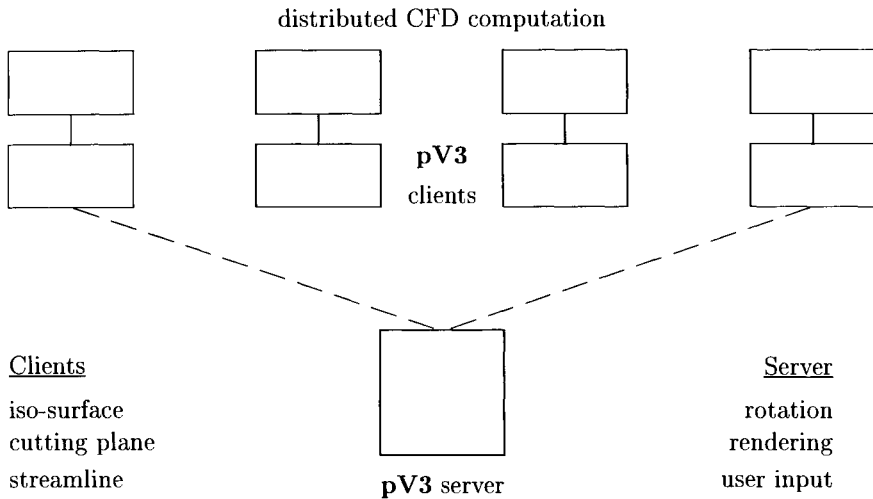 distributed CFD computation
pV3
clients
Clients
iso-surface
cutting plane
streamline
pV3 server
Server
rotation
rendering
user input